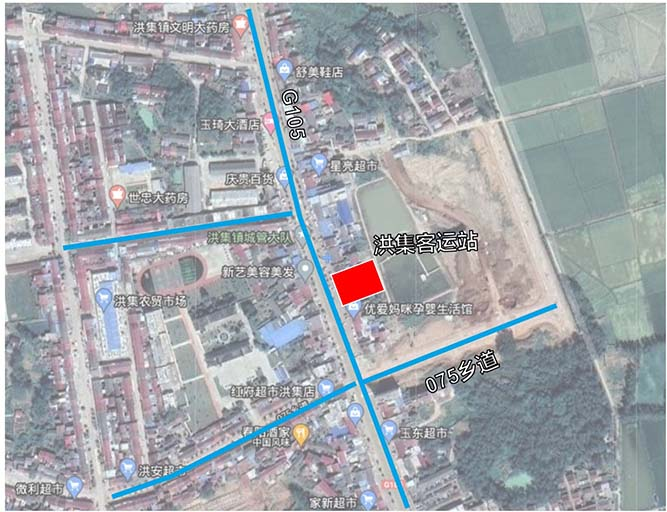 洪集镇文明大药房
舒美鞋店
G105
玉琦大酒店
星亮超市
庆贵百货
世忠大药房
洪集镇城管大队
洪集客运站
新艺美容美发
洪集农贸市场
优爱妈咪孕婴生活馆
075乡道
红府超市洪集店
075乡道
春阳酒家
中国风味
玉东超市
洪安超市
微利超市
家新超市